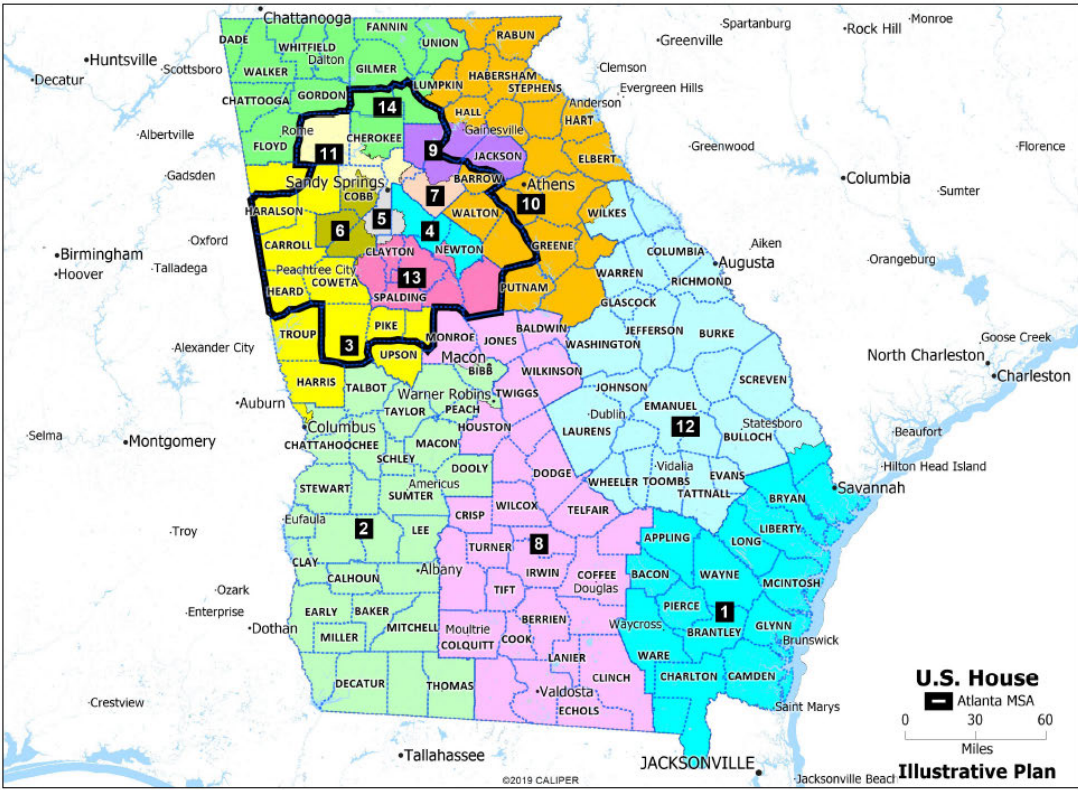 Chattanooga
Spartanburg
Monroe
Rock Hill
Greenville
FANNIN
RABUN
DADE
WHITFIELD
UNION
Dalton
Huntsville
Scottsboro
WALKER
GILMER
HABERSHAM
Clemson
Decatur
LUMPKIN
STEPHENS
Evergreen Hills
CHATTOOGA
GORDON
14
HALL
Anderson
HART
Albertville
Rome
CHEROKEE
Gainesville
FLOYD
11
9
JACKSON
ELBERT
Greenwood
Florence
Gadsden
Sandy Springs
BARROW
Athens
Columbia
COBB
7
10
Sumter
HARALSON
5
WALTON
WILKES
6
4
Birmingham
Oxford
CARROLL
CLAYTON
NEWTON
GREENE
COLUMBIA
Aiken
Hoover
Talladega
Peachtree City
13
WARREN
Augusta
Orangeburg
COWETA
RICHMOND
HEARD
SPALDING
PUTNAM
GLASCOCK
TROUP
PIKE
MONROE
JONES
BALDWIN
JEFFERSON
BURKE
Goose Creek
Alexander City
3
UPSON
WASHINGTON
North Charleston
Macon
BIBB
WILKINSON
Charleston
HARRIS
TALBOT
SCREVEN
Auburn
Warner Robins
TWIGGS
JOHNSON
TAYLOR
PEACH
EMANUEL
Selma
Columbus
HOUSTON
Dublin
Statesboro
Montgomery
CHATTAHOOCHEE
MACON
LAURENS
12
BULLOCH
Beaufort
SCHLEY
DOOLY
DODGE
Vidalia
Hilton Head Island
STEWART
Americus
WHEELER
TOOMBS
EVANS
SUMTER
TATTNALL
Savannah
CRISP
WILCOX
TELFAIR
BRYAN
Eufaula
2
LEE
LIBERTY
Troy
TURNER
8
APPLING
LONG
CLAY
Albany
IRWIN
COFFEE
BACON
WAYNE
MCINTOSH
CALHOUN
Ozark
TIFT
Douglas
PIERCE
1
GLYNN
Enterprise
EARLY
BAKER
BERRIEN
Waycross
BRANTLEY
Brunswick
Dothan
MILLER
MITCHELL
Moultrie
COLQUITT
COOK
LANIER
WARE
CHARLTON
CAMDEN
CLINCH
DECATUR
THOMAS
Valdosta
Crestview
ECHOLS
Saint Marys
Tallahassee
JACKSONVILLE
Jacksonville Beach
©2019 CALIPER
U.S. House
Atlanta MSA
0 30 60
Miles
Illustrative Plan